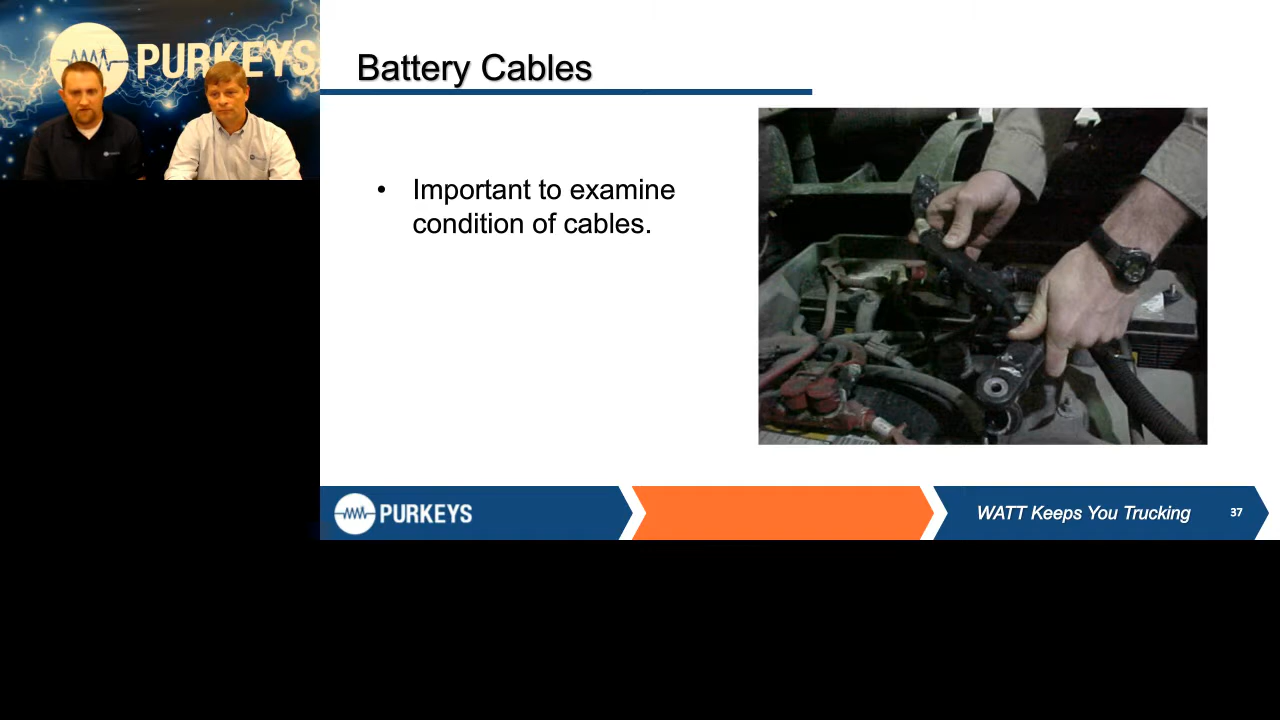 PURKEYS
Battery Cables
• Important to examine
condition of cables.
PURKEYS
WATT Keeps You Trucking
37